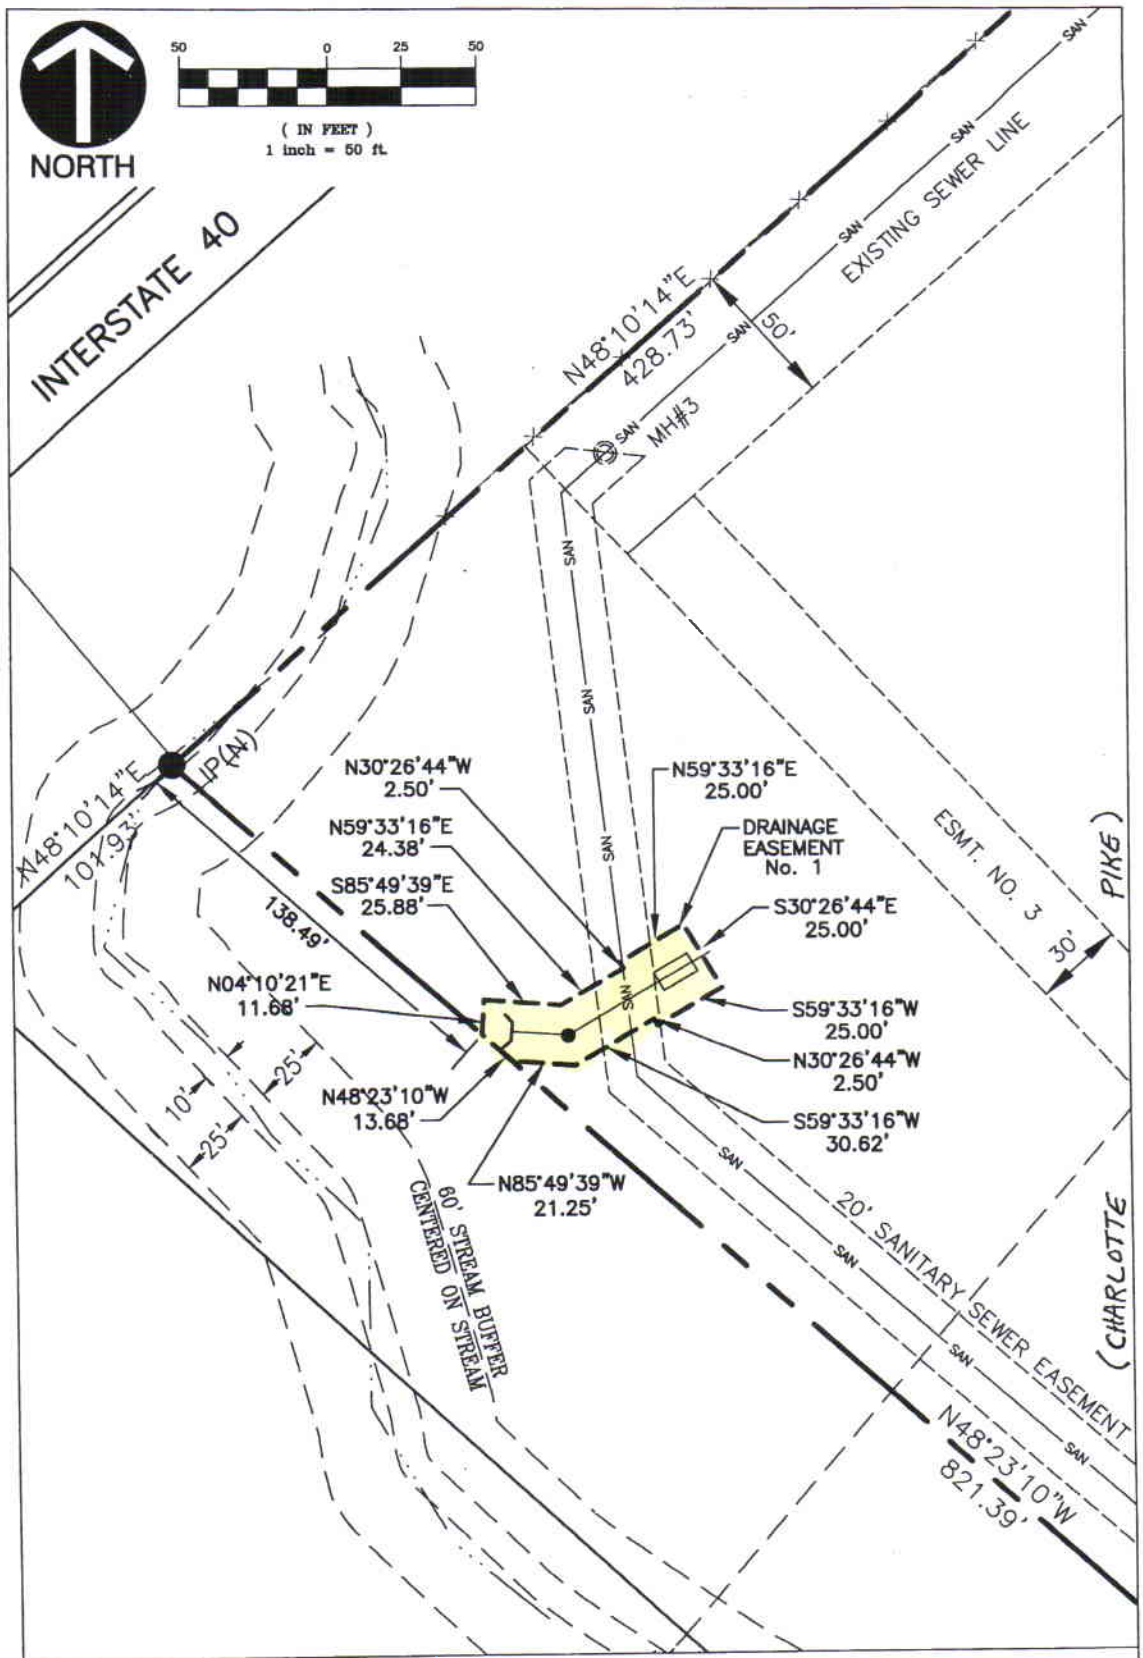 50 0 25 50
( IN FEET )
1 inch = 50 ft.
NORTH
INTERSTATE 40
SAN
SAN
EXISTING SEWER LINE
SAN
N48°10'14"E
428.73'
50'
SAN
SAN
MH#3
SAN
SAN
SAN
SAN
IP(N)
N48°10'14"E
101.93'
138.49'
N30°26'44"W
2.50'
N59°33'16"E
24.38'
S85°49'39"E
25.88'
N04°10'21"E
11.68'
N48°23'10"W
13.68'
N59°33'16"E
25.00'
DRAINAGE
EASEMENT
No. 1
S30°26'44"E
25.00'
S59°33'16"W
25.00'
N30°26'44"W
2.50'
S59°33'16"W
30.62'
N85°49'39"W
21.25'
ESMT. NO. 3
30'
(CHARLOTTE PIKE)
10'
25'
25'
60' STREAM BUFFER
CENTERED ON STREAM
SAN
SAN
SAN
SAN
20' SANITARY SEWER EASEMENT
N48°23'10"W
821.39'